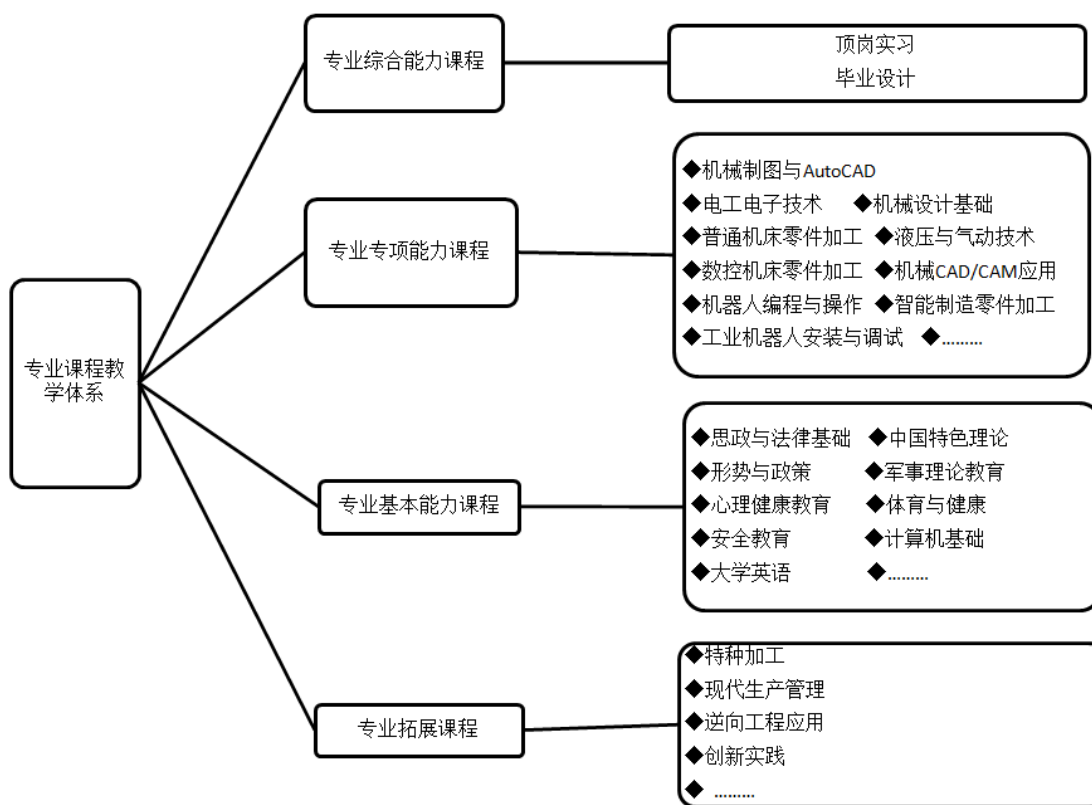 专业综合能力课程
顶岗实习
毕业设计
专业专项能力课程
◆机械制图与AutoCAD
◆电工电子技术 ◆机械设计基础
◆普通机床零件加工 ◆液压与气动技术
◆数控机床零件加工 ◆机械CAD/CAM应用
◆机器人编程与操作 ◆智能制造零件加工
◆工业机器人安装与调试 ◆………
专业课程教
学体系
专业基本能力课程
◆思政与法律基础 ◆中国特色理论
◆形势与政策 ◆军事理论教育
◆心理健康教育 ◆体育与健康
◆安全教育 ◆计算机基础
◆大学英语 ◆………
专业拓展课程
◆特种加工
◆现代生产管理
◆逆向工程应用
◆创新实践
◆ ………